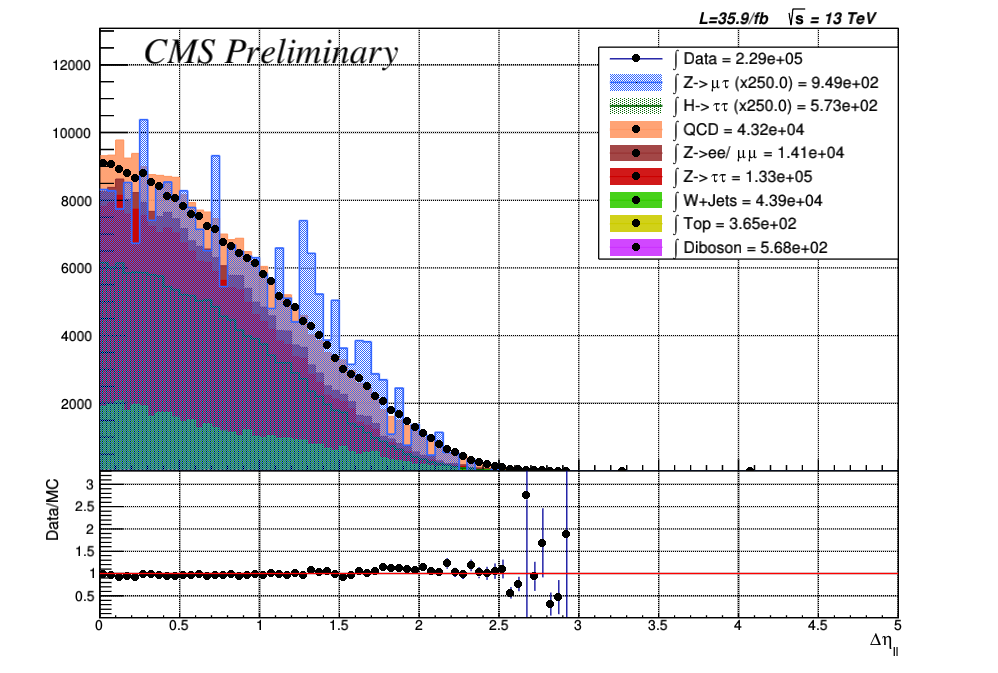 L=35.9/fb √s = 13 TeV
CMS Preliminary
∫ Data = 2.29e+05
∫ Z->μτ (x250.0) = 9.49e+02
∫ H->ττ (x250.0) = 5.73e+02
∫ QCD = 4.32e+04
∫ Z->ee/ μμ = 1.41e+04
∫ Z->ττ = 1.33e+05
∫ W+Jets = 4.39e+04
∫ Top = 3.65e+02
∫ Diboson = 5.68e+02
12000
10000
8000
6000
4000
2000
Data/MC
3
2.5
2
1.5
1
0.5
0 0.5 1 1.5 2 2.5 3 3.5 4 4.5 5
Δη_ll